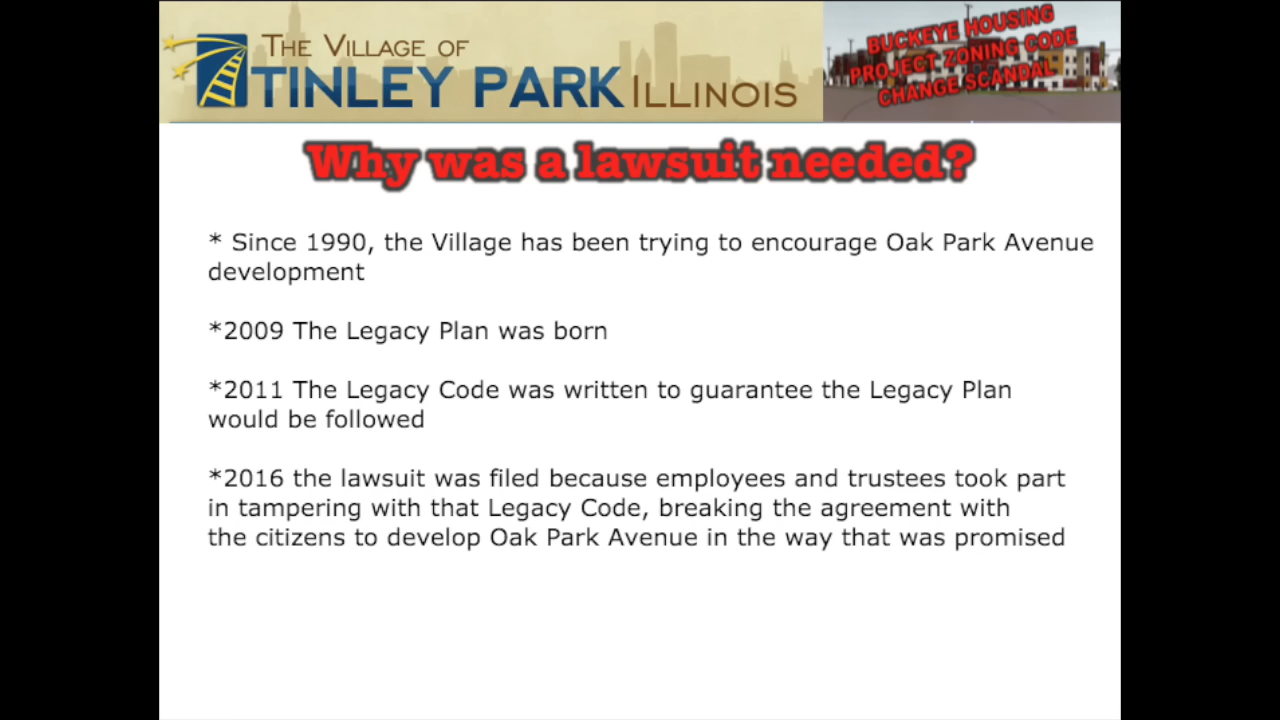 THE VILLAGE OF
TINLEY PARK ILLINOIS
BUCKEYE HOUSING
PROJECT ZONING CODE
CHANGE SCANDAL
Why was a lawsuit needed?
* Since 1990, the Village has been trying to encourage Oak Park Avenue
development
*2009 The Legacy Plan was born
*2011 The Legacy Code was written to guarantee the Legacy Plan
would be followed
*2016 the lawsuit was filed because employees and trustees took part
in tampering with that Legacy Code, breaking the agreement with
the citizens to develop Oak Park Avenue in the way that was promised